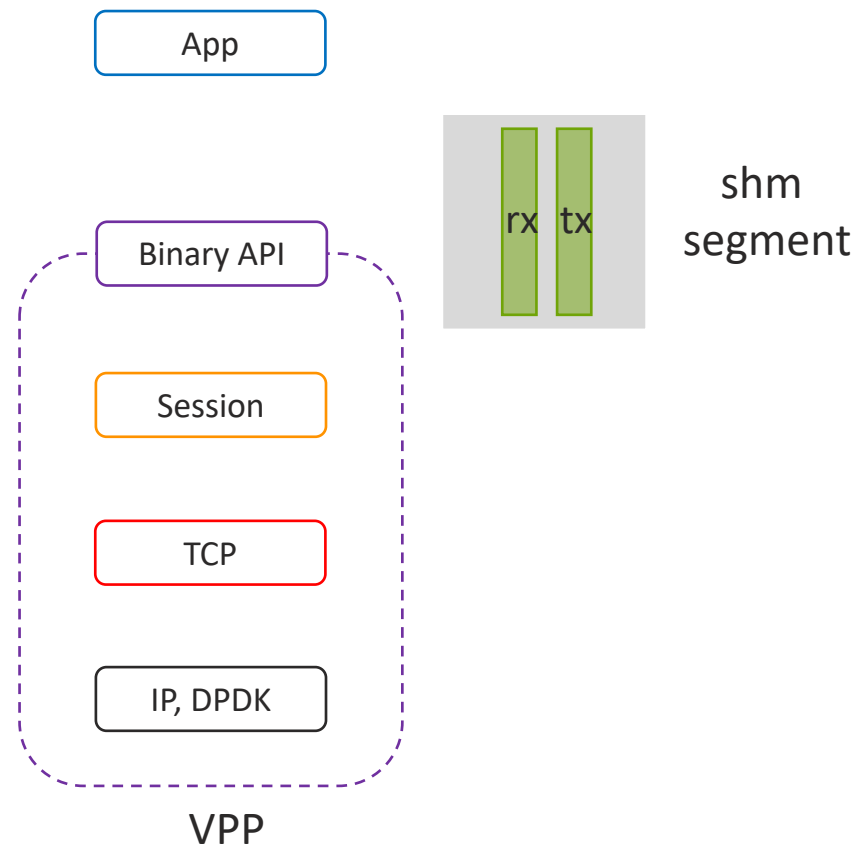 App
rx tx
shm
segment
Binary API
Session
TCP
IP, DPDK
VPP